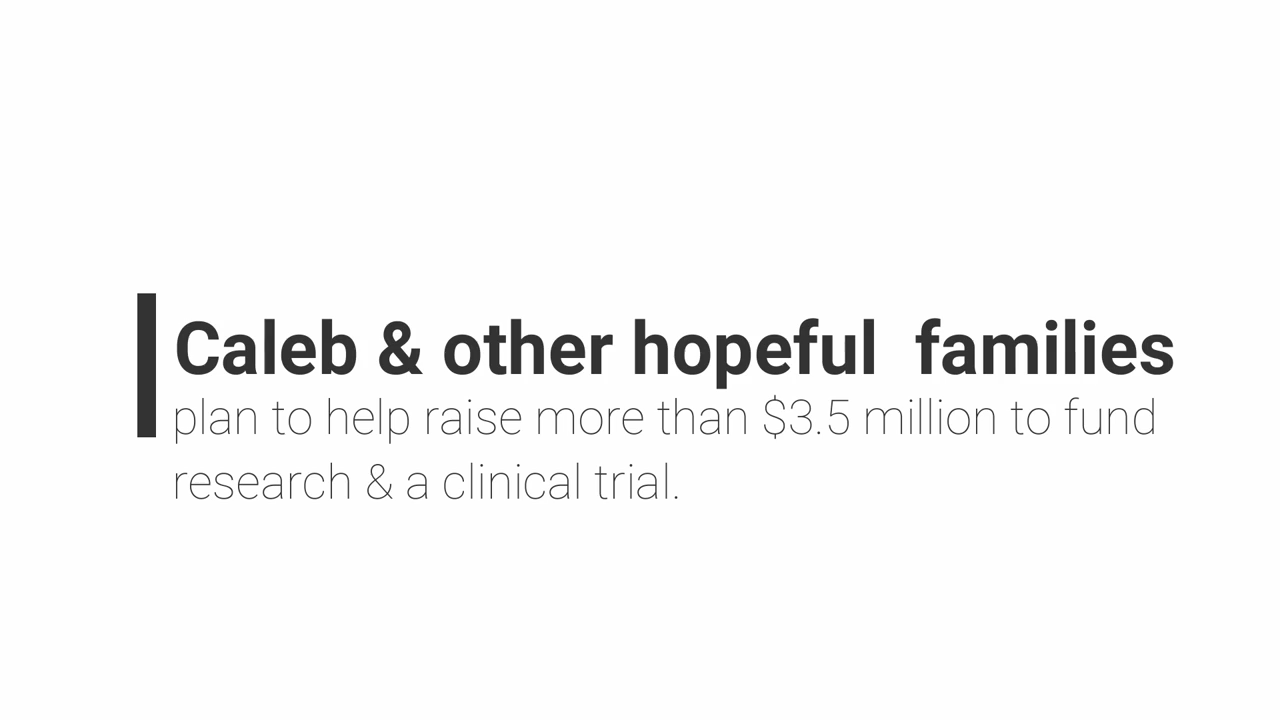 Caleb & other hopeful  families
plan to help raise more than $3.5 million to fund
research & a clinical trial.